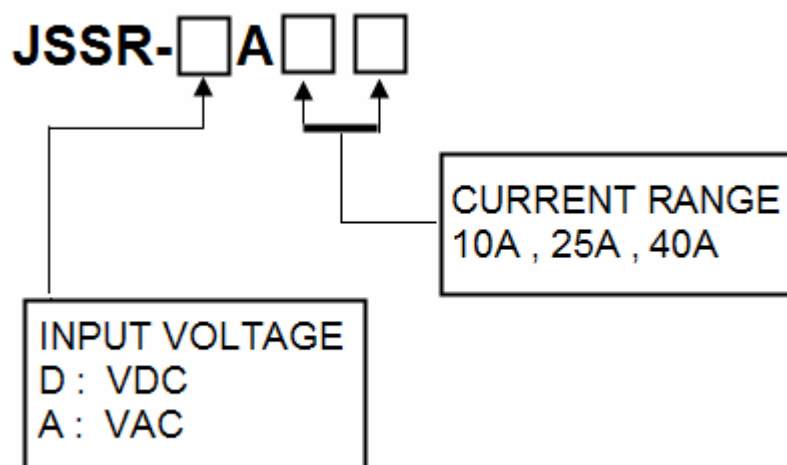 JSSR-□A□ □
CURRENT RANGE
10A , 25A , 40A
INPUT VOLTAGE
D : VDC
A : VAC